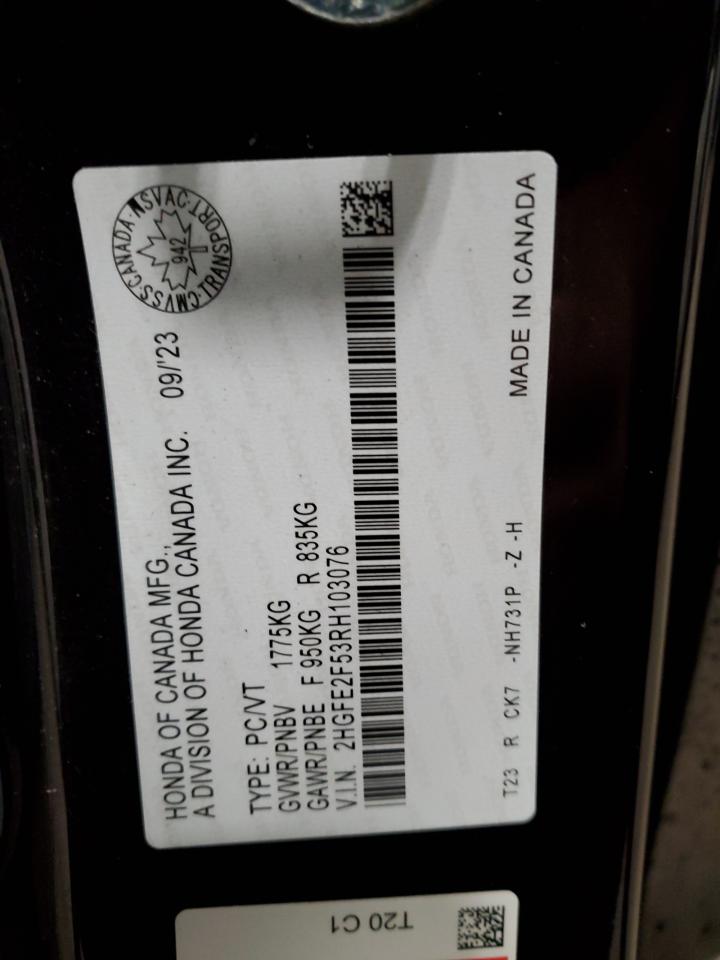 HONDA OF CANADA MFG.,
A DIVISION OF HONDA CANADA INC. 09/'23
CANADA·NSVAC·TRANSPORT·CMVSS·
942
TYPE: PC/VT
GVWR/PNBV 1775KG
GAWR/PNBE F 950KG R 835KG
V.I.N. 2HGFE2F53RH103076
T23 R CK7 -NH731P -Z -H MADE IN CANADA
T20 C1